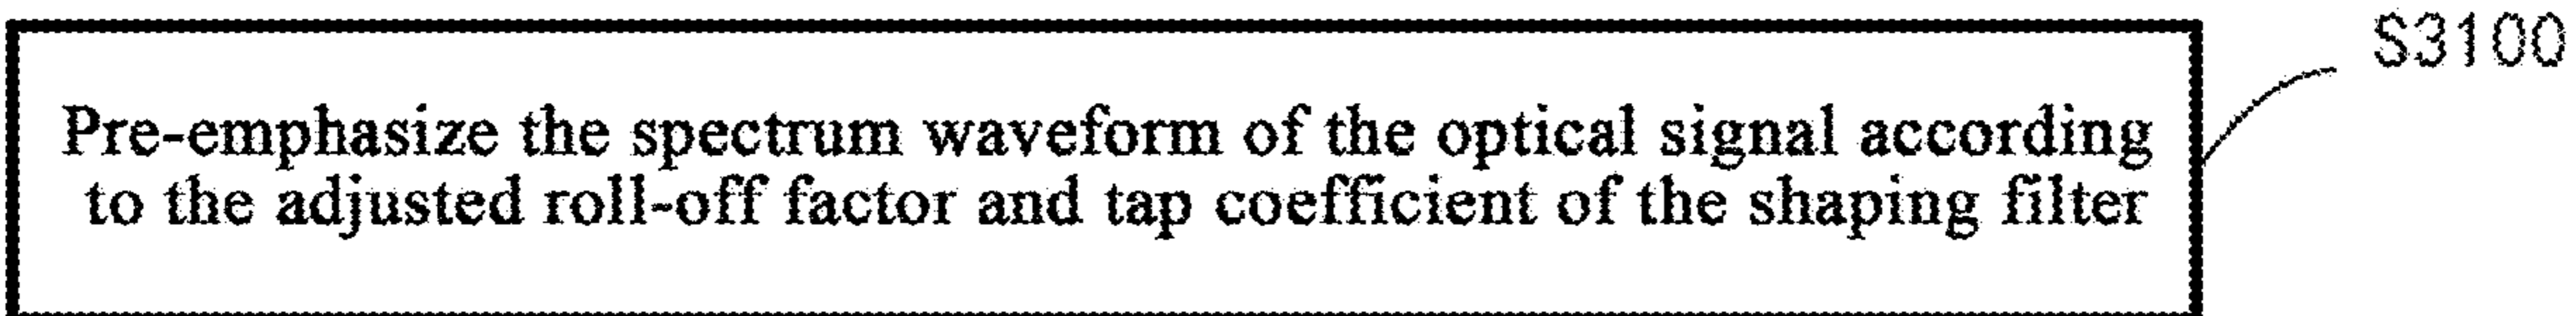 S3100
Pre-emphasize the spectrum waveform of the optical signal according
to the adjusted roll-off factor and tap coefficient of the shaping filter